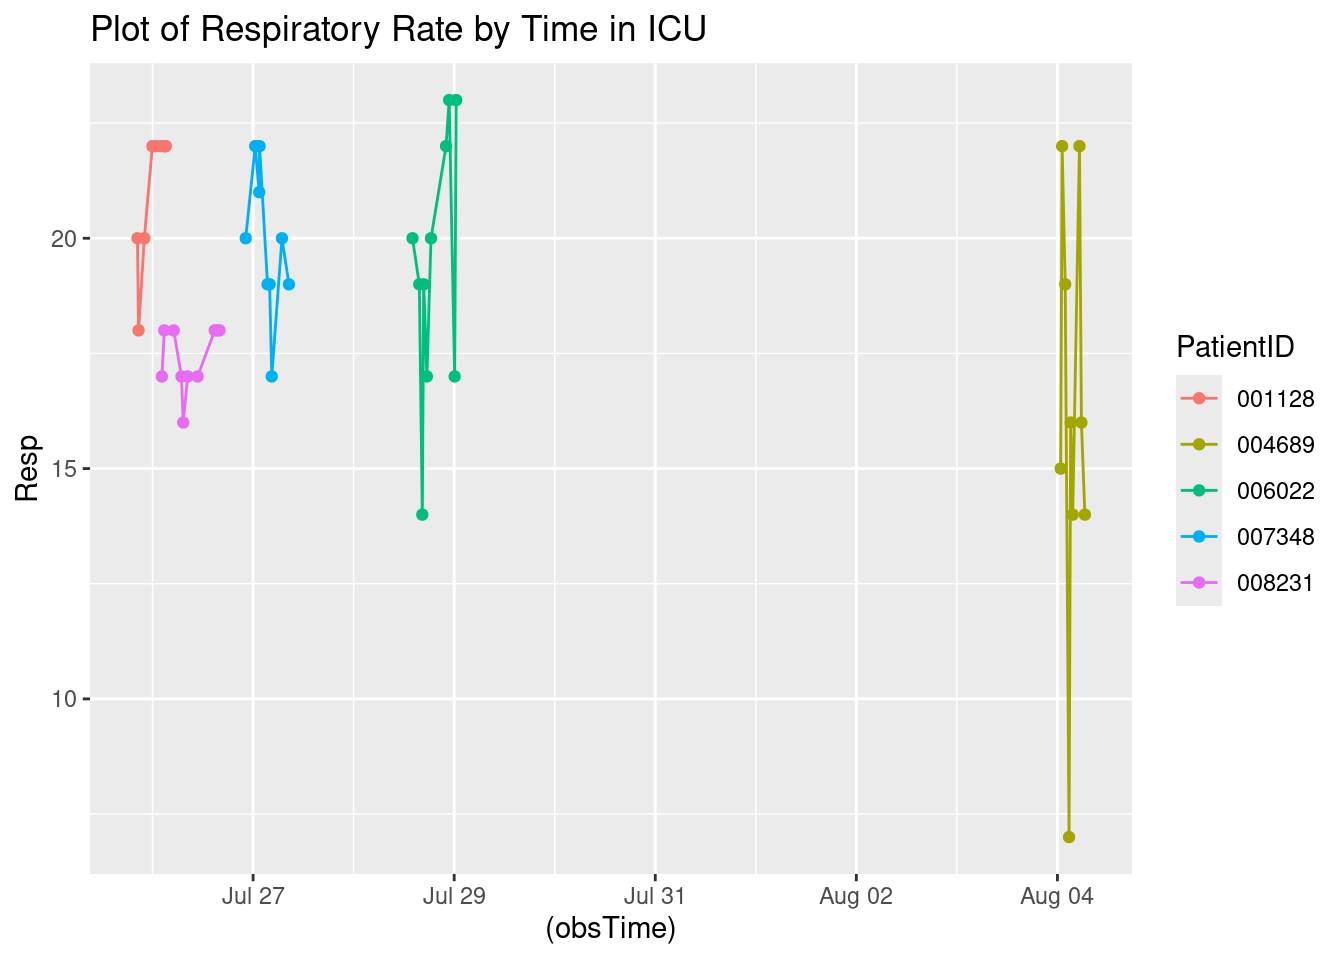 Plot of Respiratory Rate by Time in ICU
Resp
20
15
10
Jul 27
Jul 29
Jul 31
Aug 02
Aug 04
(obsTime)
PatientID
001128
004689
006022
007348
008231